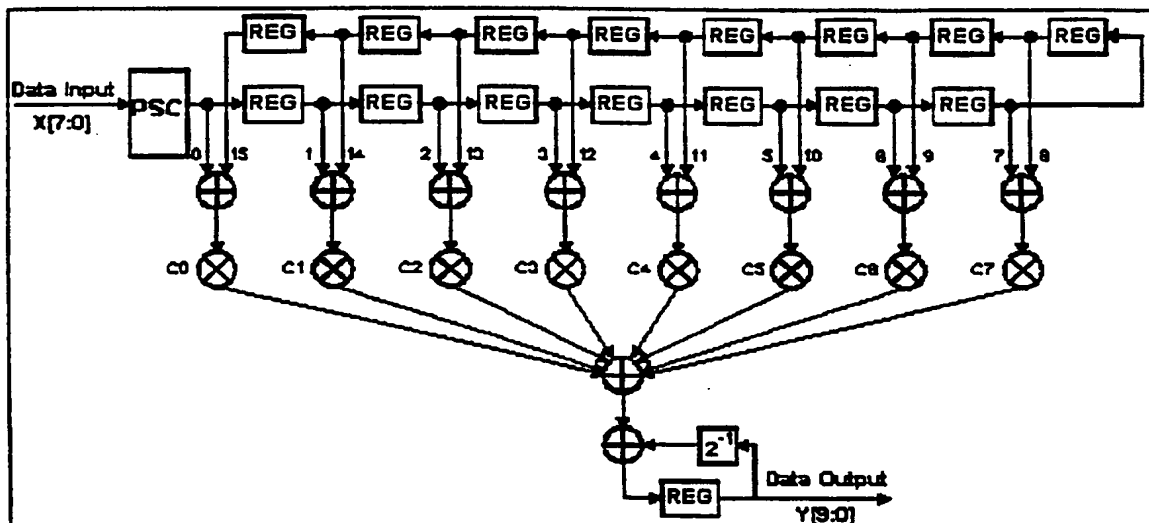 REG REG REG REG REG REG REG REG
Data Input
X[7:0]
PSC
REG REG REG REG REG REG REG
0 15 1 14 2 13 3 12 4 11 5 10 6 9 7 8
C0 C1 C2 C3 C4 C5 C6 C7
2⁻¹
REG
Data Output
Y[9:0]